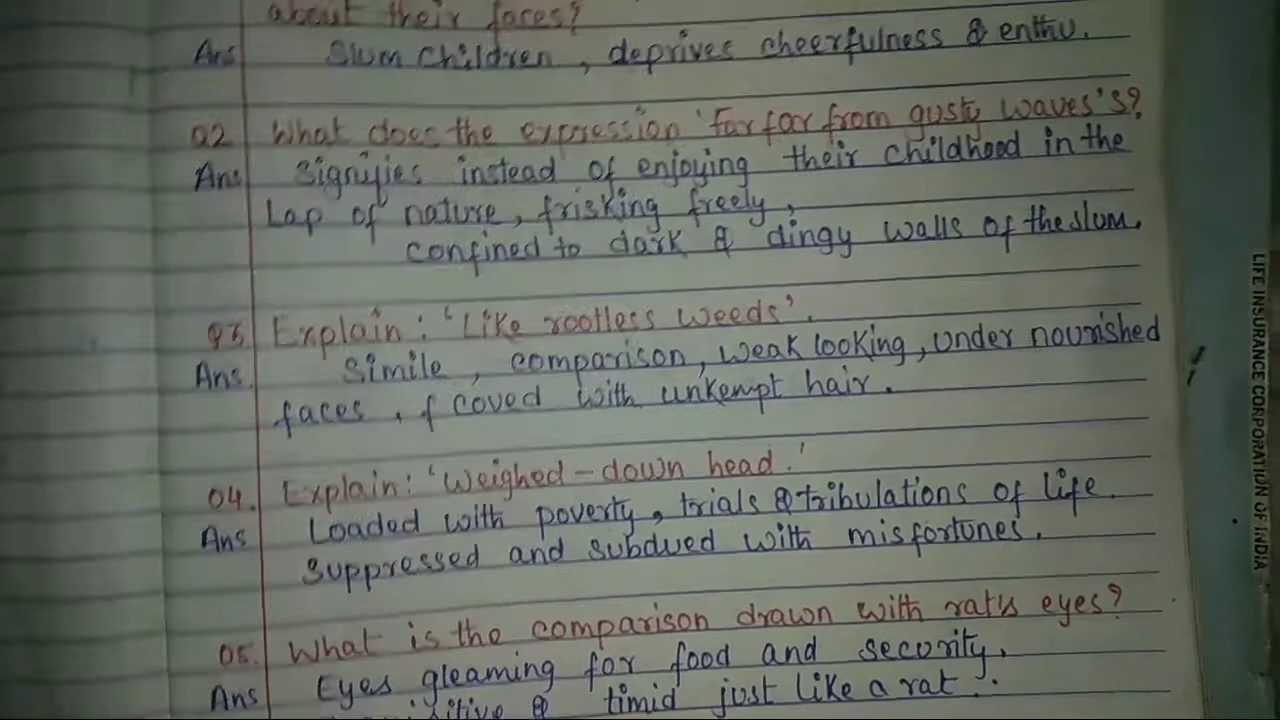 about their faces?
Ans Slum children, deprives cheerfulness & enthu.
Q2 What does the expression 'far far from gusty waves's?
Ans Signifies instead of enjoying their childhood in the
Lap of nature, frisking freely,
confined to dark & dingy walls of the slum.
Q3 Explain: 'Like rootless weeds'.
Ans. Simile, comparison, weak looking, under nourished
faces, f coved with unkempt hair.
Q4. Explain: 'Weighed-down head.'
Ans Loaded with poverty, trials & tribulations of life.
Suppressed and subdued with misfortunes.
Q5. What is the comparison drawn with rat's eyes?
Ans Eyes gleaming for food and security.
& timid just like a rat.
LIFE INSURANCE CORPORATION OF INDIA